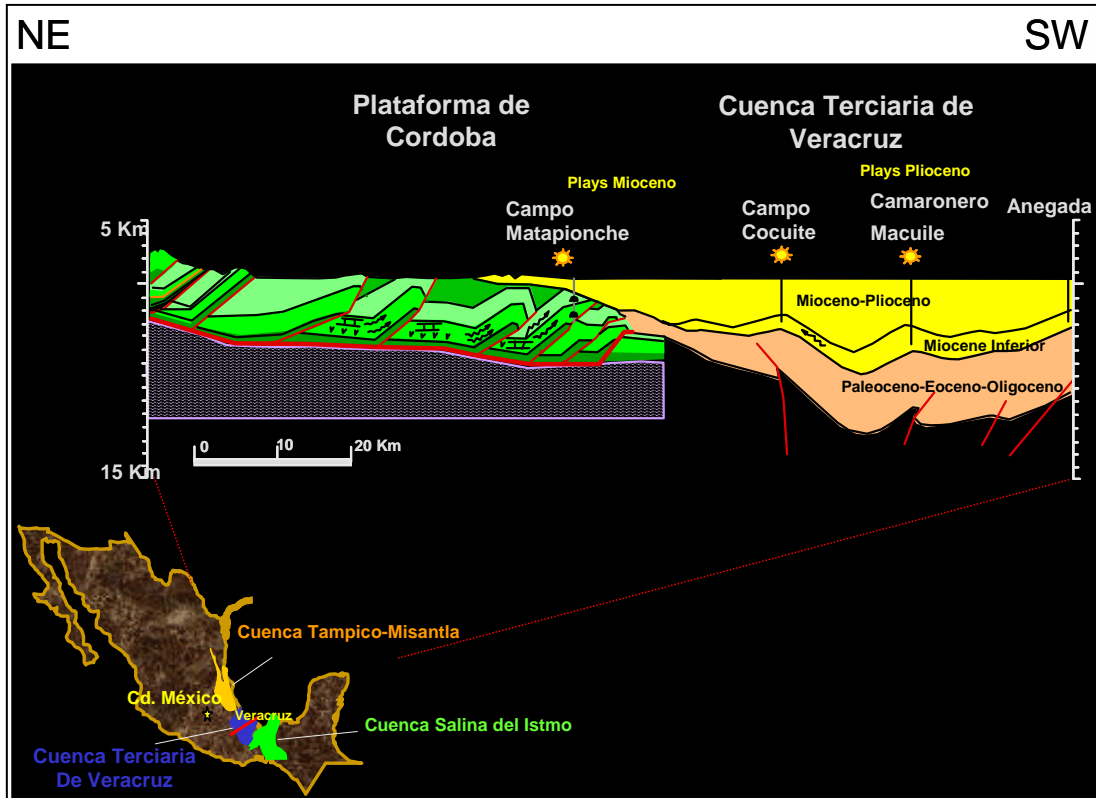 NE
SW
Plataforma de
Cordoba
Cuenca Terciaria de
Veracruz
Plays Mioceno
Plays Plioceno
Campo
Matapionche
Campo
Cocuite
Camaronero
Macuile
Anegada
5 Km
Mioceno-Plioceno
Miocene Inferior
Paleoceno-Eoceno-Oligoceno
0
10
20 Km
15 Km
Cuenca Tampico-Misantla
Cd. México
Veracruz
Cuenca Salina del Istmo
Cuenca Terciaria
De Veracruz